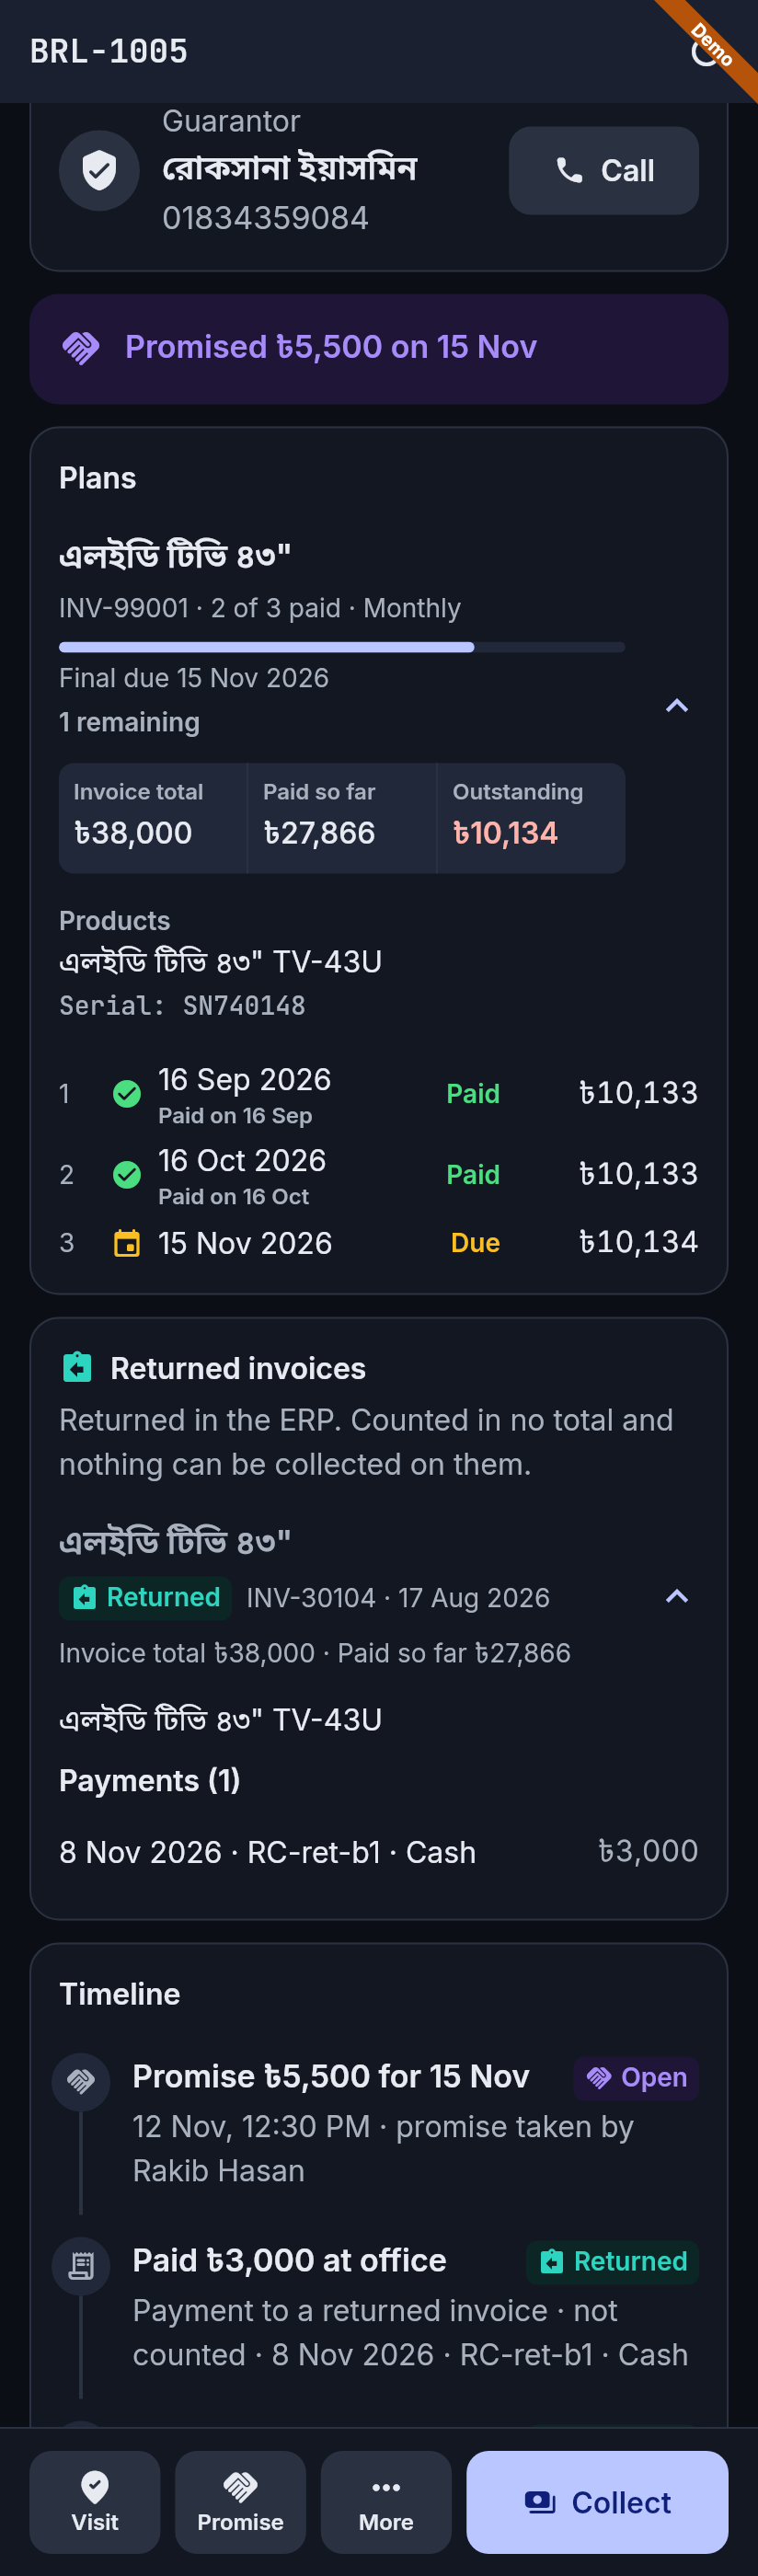 BRL-1005
Demo
Guarantor
রোকসানা ইয়াসমিন
01834359084
Call
Promised ৳5,500 on 15 Nov
Plans
এলইডি টিভি ৪৩"
INV-99001 · 2 of 3 paid · Monthly
Final due 15 Nov 2026
1 remaining
Invoice total
৳38,000
Paid so far
৳27,866
Outstanding
৳10,134
Products
এলইডি টিভি ৪৩" TV-43U
Serial: SN740148
1 16 Sep 2026 Paid ৳10,133
Paid on 16 Sep
2 16 Oct 2026 Paid ৳10,133
Paid on 16 Oct
3 15 Nov 2026 Due ৳10,134
Returned invoices
Returned in the ERP. Counted in no total and
nothing can be collected on them.
এলইডি টিভি ৪৩"
Returned INV-30104 · 17 Aug 2026
Invoice total ৳38,000 · Paid so far ৳27,866
এলইডি টিভি ৪৩" TV-43U
Payments (1)
8 Nov 2026 · RC-ret-b1 · Cash ৳3,000
Timeline
Promise ৳5,500 for 15 Nov Open
12 Nov, 12:30 PM · promise taken by
Rakib Hasan
Paid ৳3,000 at office Returned
Payment to a returned invoice · not
counted · 8 Nov 2026 · RC-ret-b1 · Cash
Visit
Promise
More
Collect